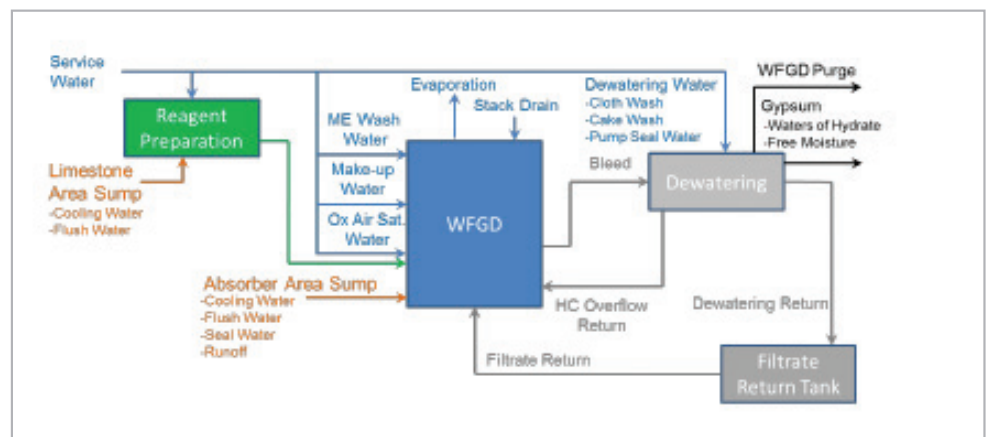 Service
Water
Reagent
Preparation
Limestone
Area Sump
-Cooling Water
-Flush Water
ME Wash
Water
Make-up
Water
Ox Air Sat.
Water
Absorber Area Sump
-Cooling Water
-Flush Water
-Seal Water
-Runoff
Evaporation
Stack Drain
WFGD
Dewatering Water
-Cloth Wash
-Cake Wash
-Pump Seal Water
Bleed
Dewatering
WFGD Purge
Gypsum
-Waters of Hydrate
-Free Moisture
HC Overflow
Return
Dewatering Return
Filtrate Return
Filtrate
Return Tank